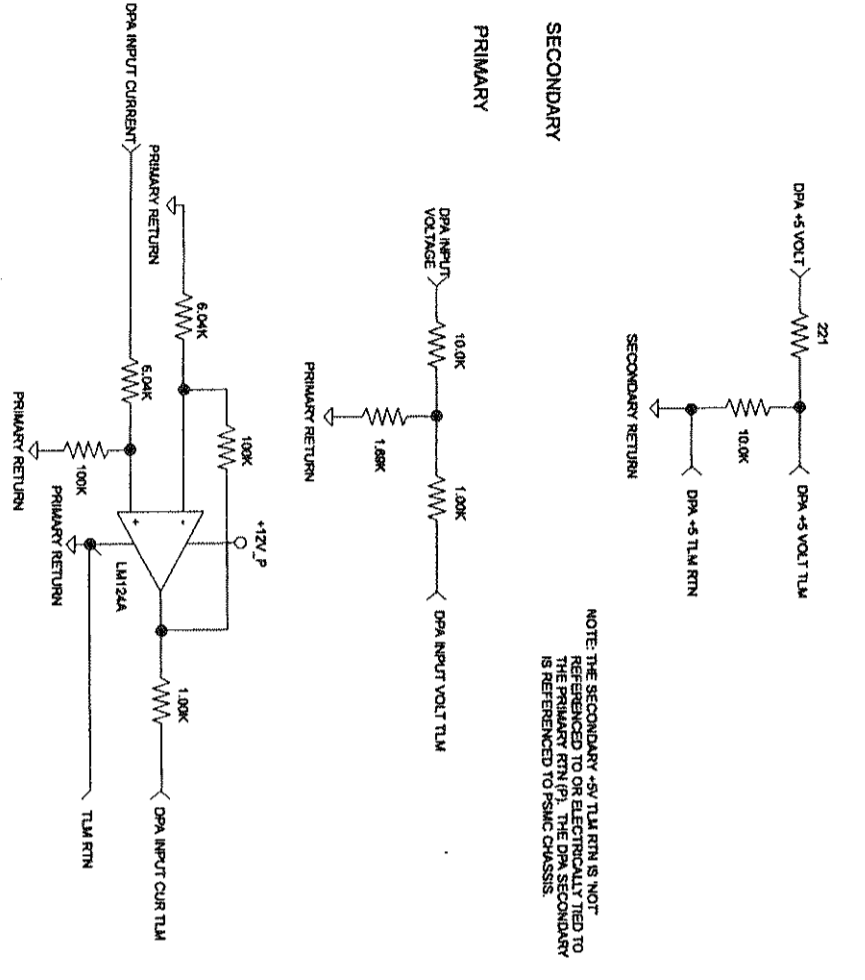 SECONDARY
PRIMARY
DPA +5 VOLT
221
10.0K
DPA +5 VOLT TLM
DPA +5 TLM RTN
SECONDARY RETURN
NOTE: THE SECONDARY +5V TLM RTN IS 'NOT'
REFERENCED TO OR ELECTRICALLY TIED TO
THE PRIMARY RTN (P). THE DPA SECONDARY
IS REFERENCED TO PSMC CHASSIS.
DPA INPUT
VOLTAGE
10.0K
1.69K
1.00K
PRIMARY RETURN
DPA INPUT VOLT TLM
DPA INPUT CURRENT
PRIMARY RETURN
6.04K
6.04K
100K
100K
PRIMARY RETURN
+12V_P
-
+
LM124A
PRIMARY RETURN
1.00K
DPA INPUT CUR TLM
TLM RTN